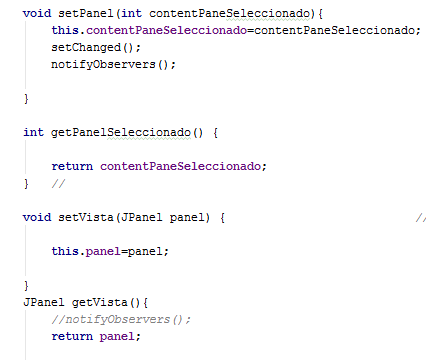 void setPanel(int contentPaneSeleccionado){
this.contentPaneSeleccionado=contentPaneSeleccionado;
setChanged();
notifyObservers();
}
int getPanelSeleccionado() {
return contentPaneSeleccionado;
} //
void setVista(JPanel panel) { //
this.panel=panel;
}
JPanel getVista(){
//notifyObservers();
return panel;